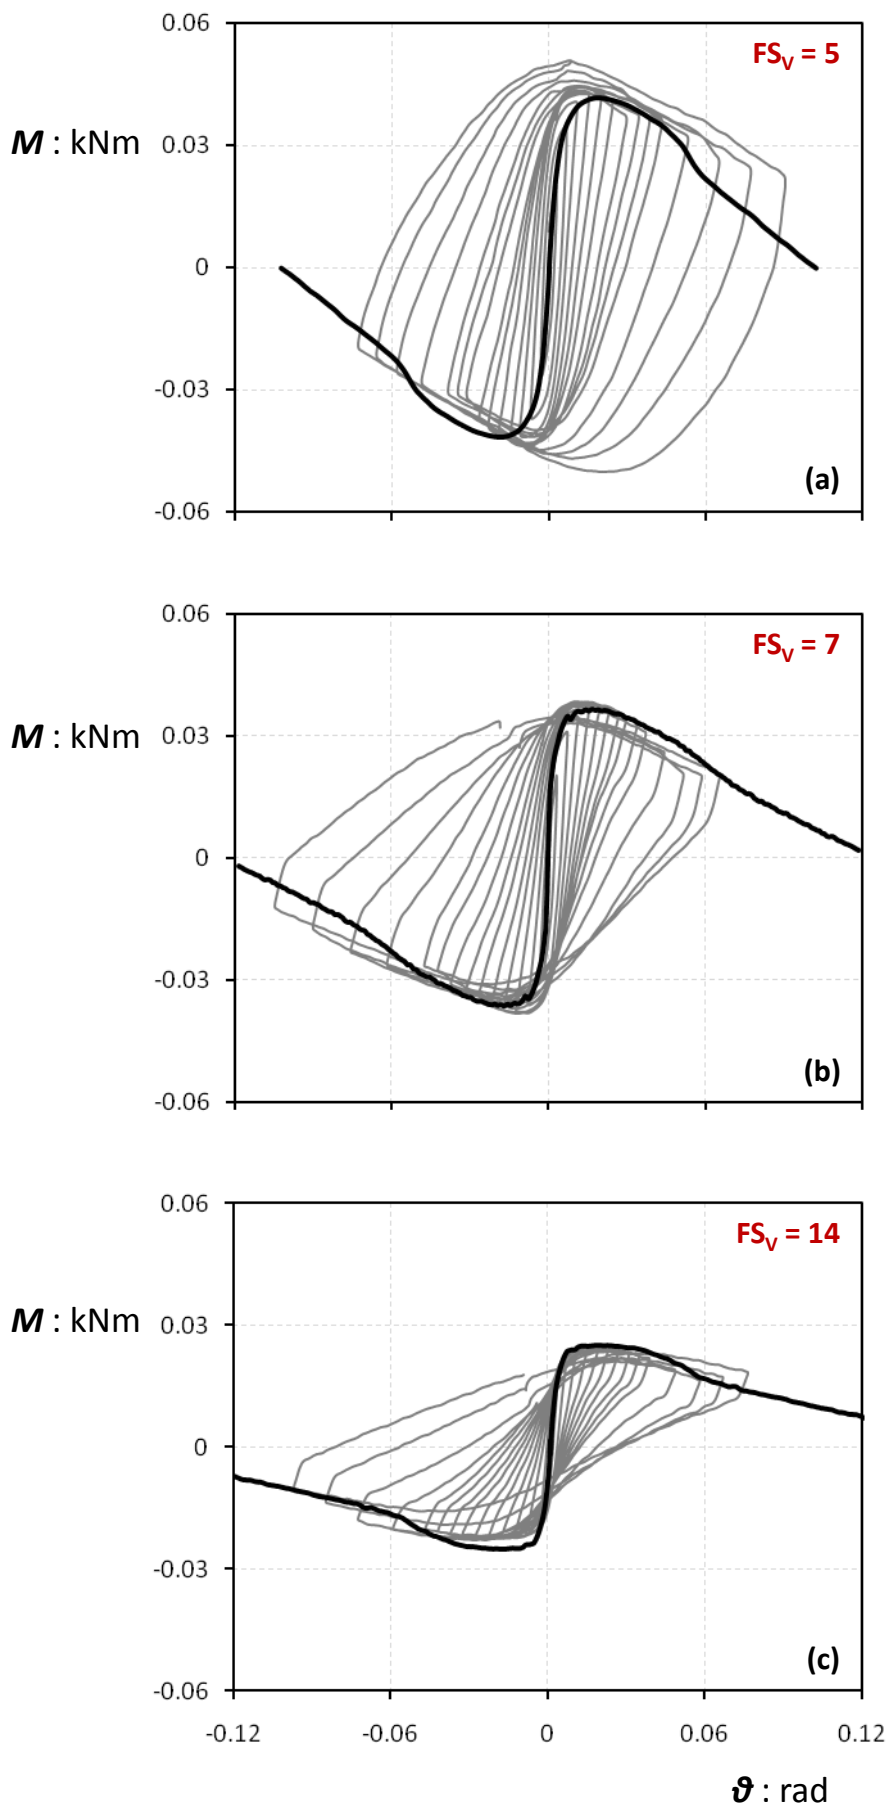 0.06
FSV = 5
M : kNm
0.03
0
-0.03
(a)
-0.06
0.06
FSV = 7
M : kNm
0.03
0
-0.03
(b)
-0.06
0.06
FSV = 14
M : kNm
0.03
0
-0.03
(c)
-0.06
-0.12 -0.06 0 0.06 0.12
ϑ : rad